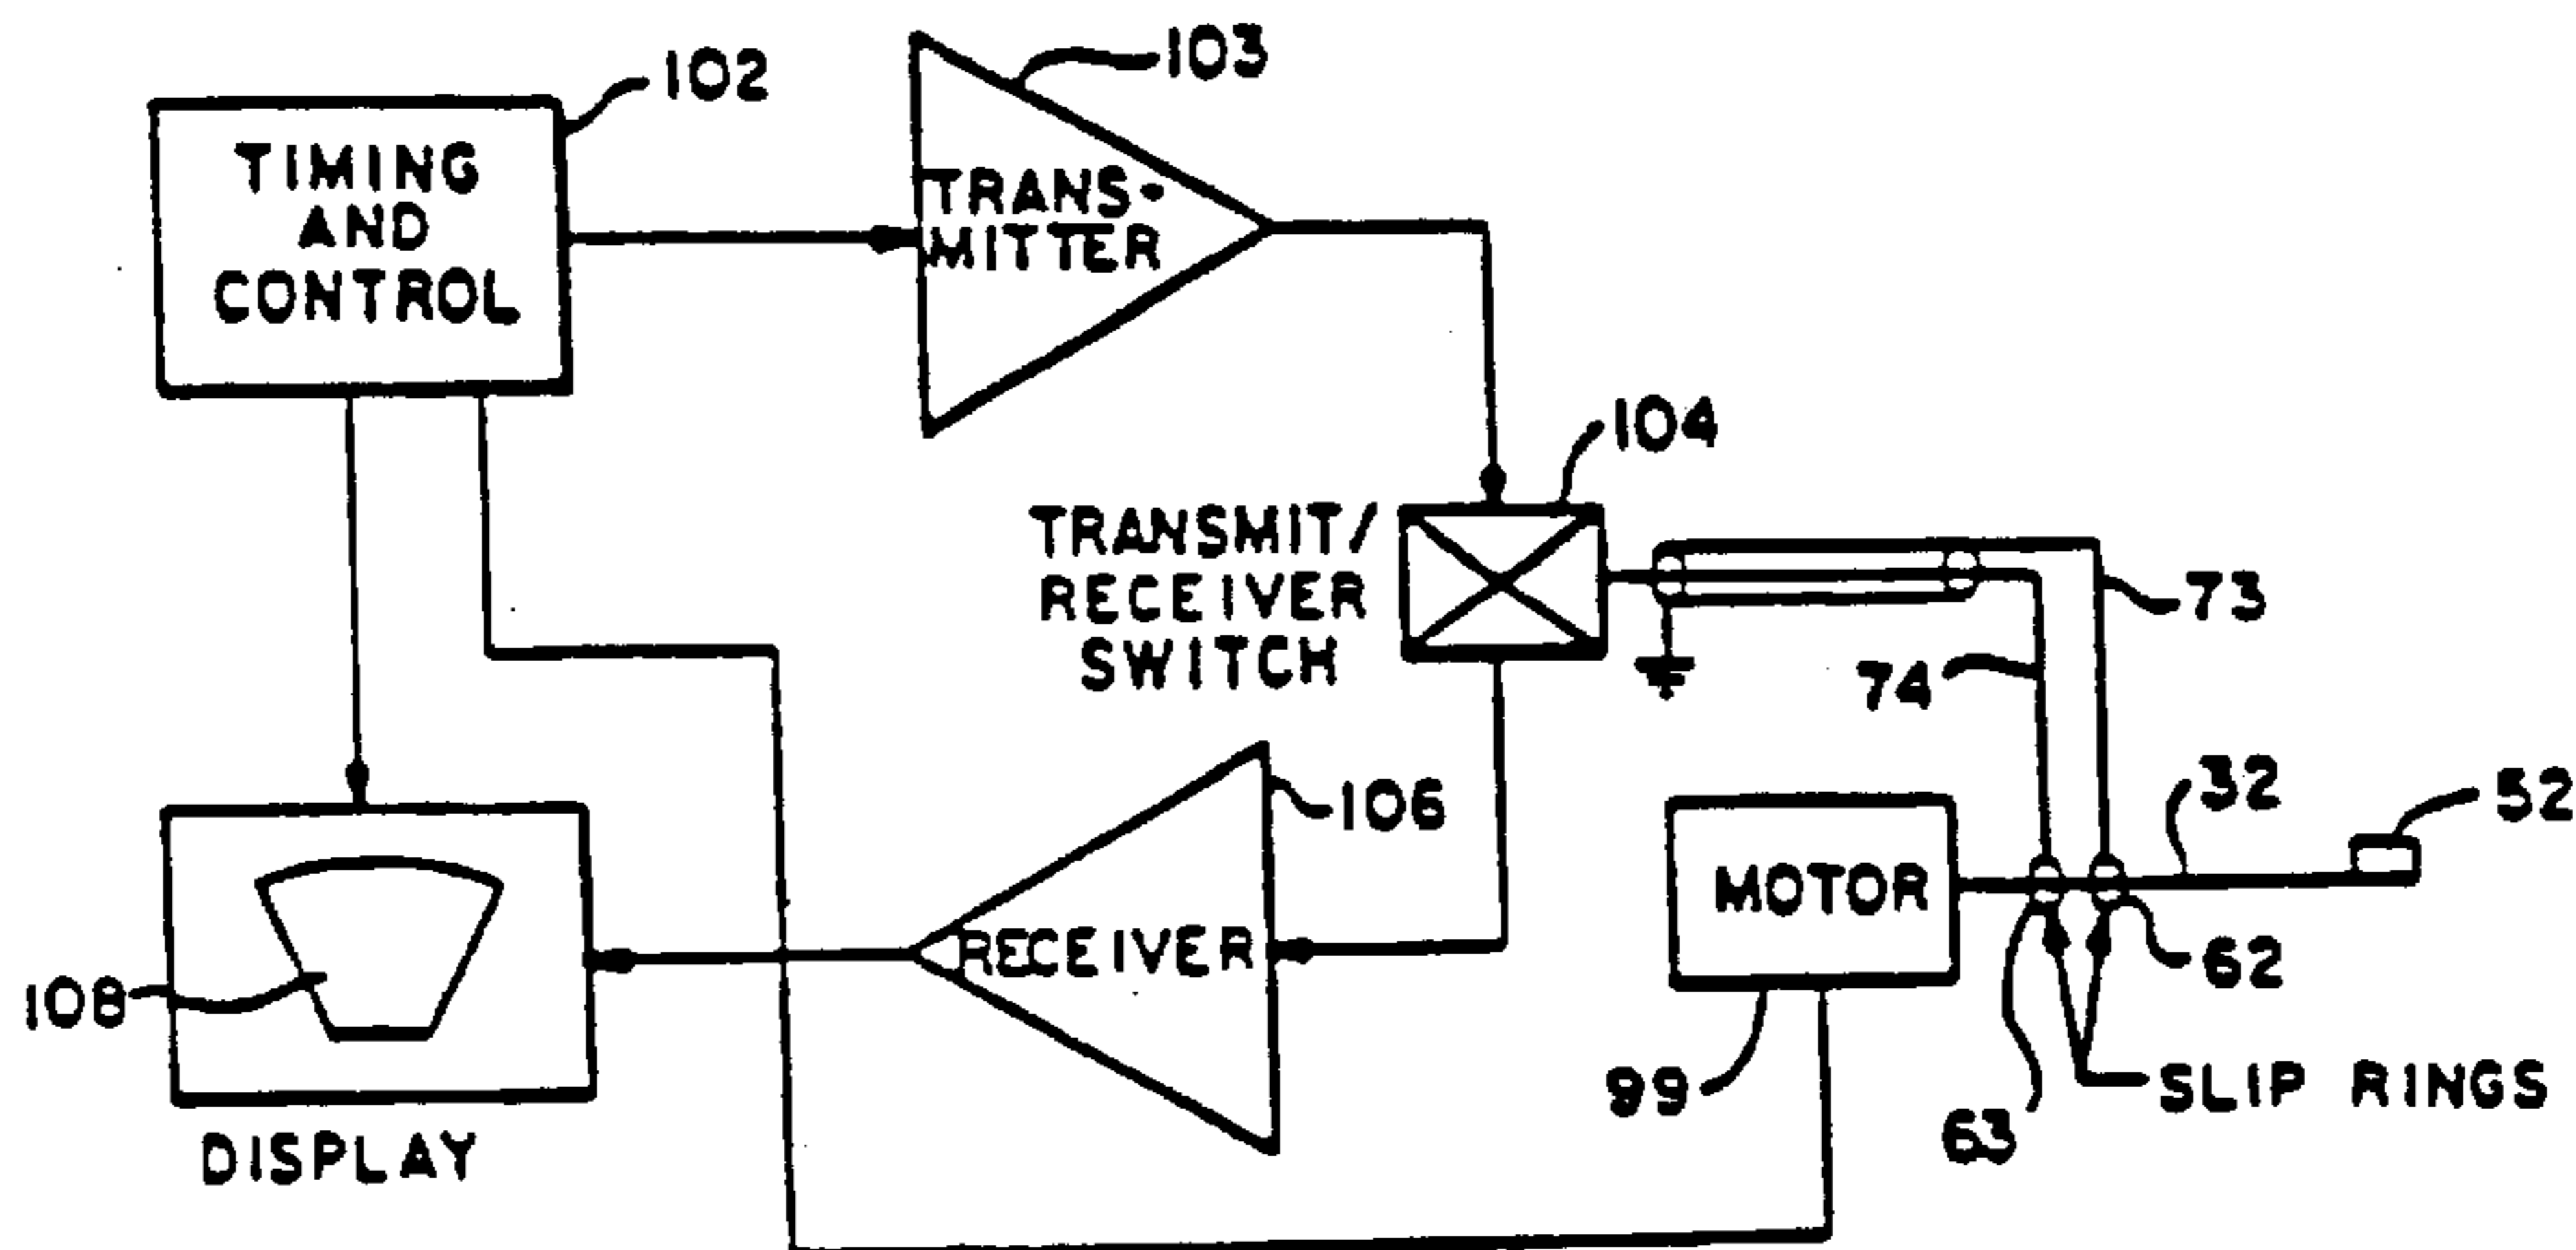 102
103
TIMING
AND
CONTROL
TRANS-
MITTER
104
TRANSMIT/
RECEIVER
SWITCH
73
74
106
32
52
MOTOR
RECEIVER
62
108
99
63
SLIP RINGS
DISPLAY